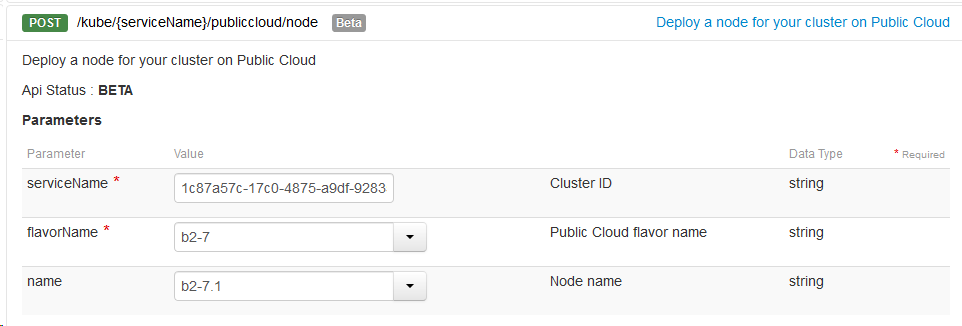 POST /kube/{serviceName}/publiccloud/node Beta Deploy a node for your cluster on Public Cloud
Deploy a node for your cluster on Public Cloud
Api Status : BETA
Parameters
Parameter Value Data Type * Required
serviceName * 1c87a57c-17c0-4875-a9df-9283 Cluster ID string
flavorName * b2-7 Public Cloud flavor name string
name b2-7.1 Node name string